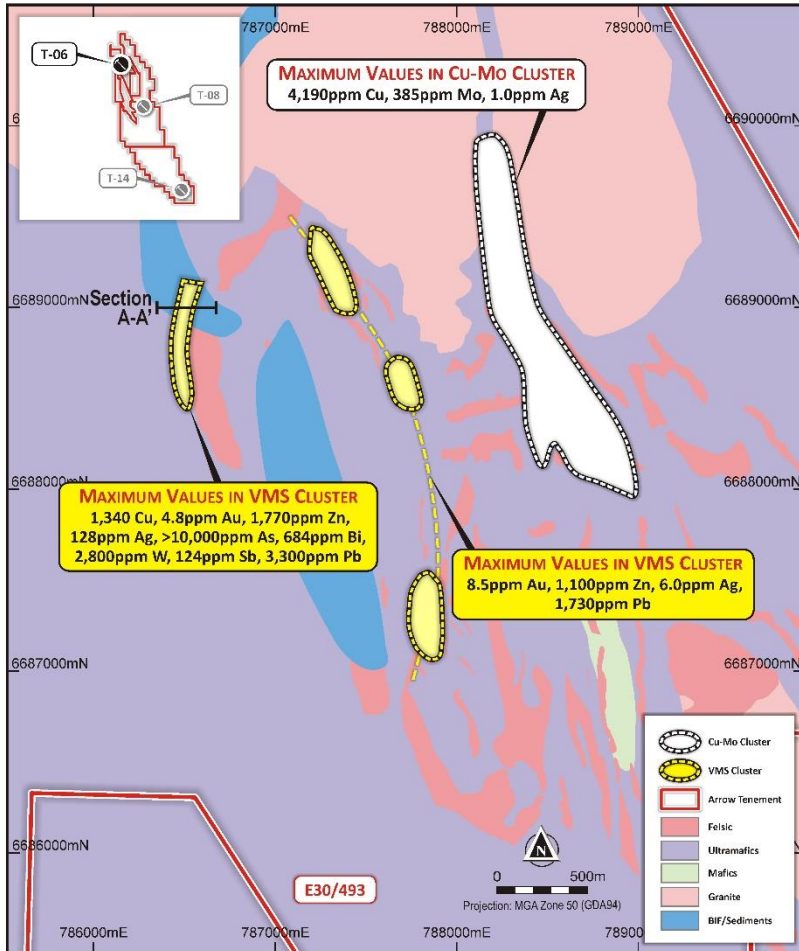 787000mE
788000mE
789000mE
T-06
T-08
T-14
MAXIMUM VALUES IN CU-MO CLUSTER
4,190ppm Cu, 385ppm Mo, 1.0ppm Ag
6690000mN
6689000mN
6689000mN
Section
A-A'
6688000mN
6688000mN
MAXIMUM VALUES IN VMS CLUSTER
1,340 Cu, 4.8ppm Au, 1,770ppm Zn,
128ppm Ag, >10,000ppm As, 684ppm Bi,
2,800ppm W, 124ppm Sb, 3,300ppm Pb
MAXIMUM VALUES IN VMS CLUSTER
8.5ppm Au, 1,100ppm Zn, 6.0ppm Ag,
1,730ppm Pb
6687000mN
6687000mN
Cu-Mo Cluster
VMS Cluster
Arrow Tenement
Felsic
Ultramafics
Mafics
Granite
BIF/Sediments
6686000mN
E30/493
N
0 500m
Projection: MGA Zone 50 (GDA94)
786000mE
787000mE
788000mE